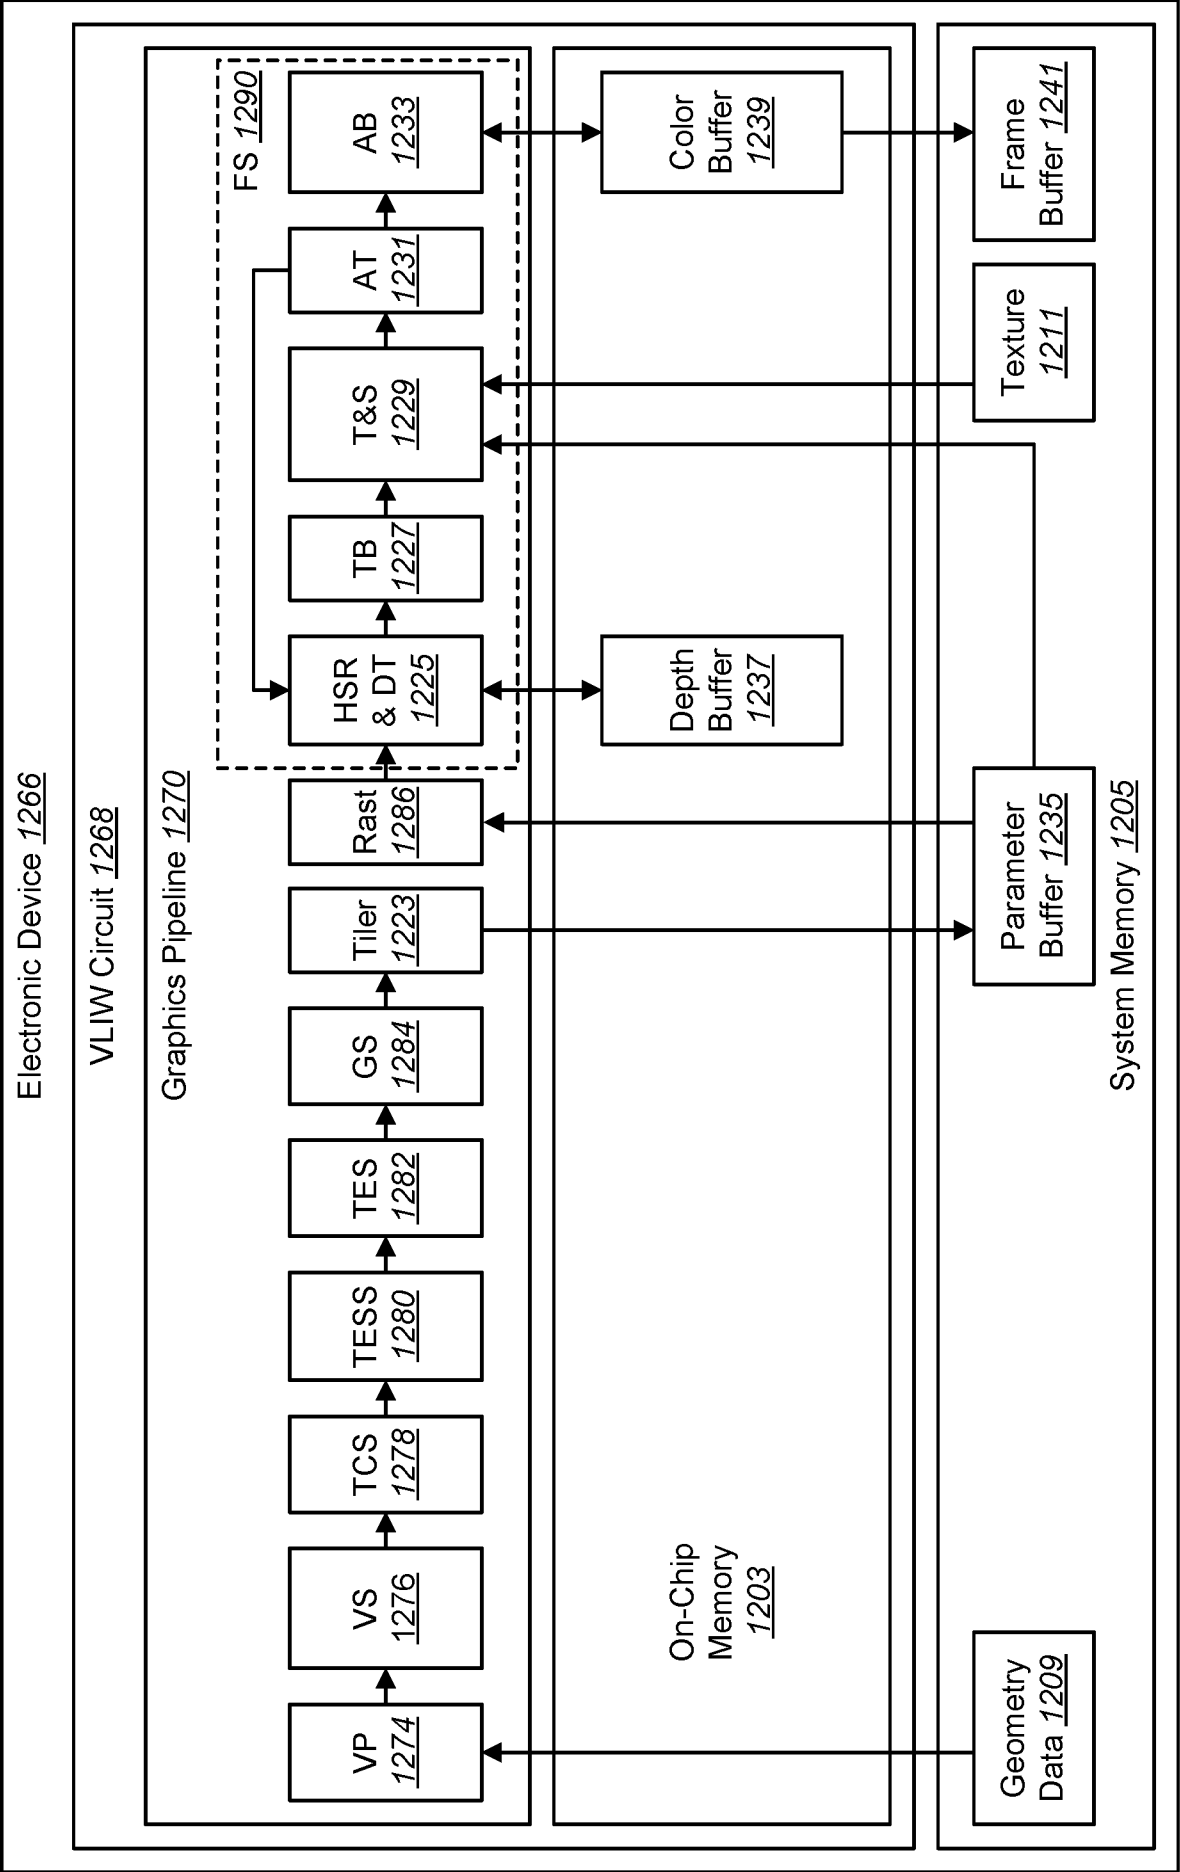 Electronic Device 1266
VLIW Circuit 1268
Graphics Pipeline 1270
FS 1290
VP
1274
VS
1276
TCS
1278
TESS
1280
TES
1282
GS
1284
Tiler
1223
Rast
1286
HSR
& DT
1225
TB
1227
T&S
1229
AT
1231
AB
1233
On-Chip
Memory
1203
Depth
Buffer
1237
Color
Buffer
1239
Geometry
Data 1209
Parameter
Buffer 1235
Texture
1211
Frame
Buffer 1241
System Memory 1205